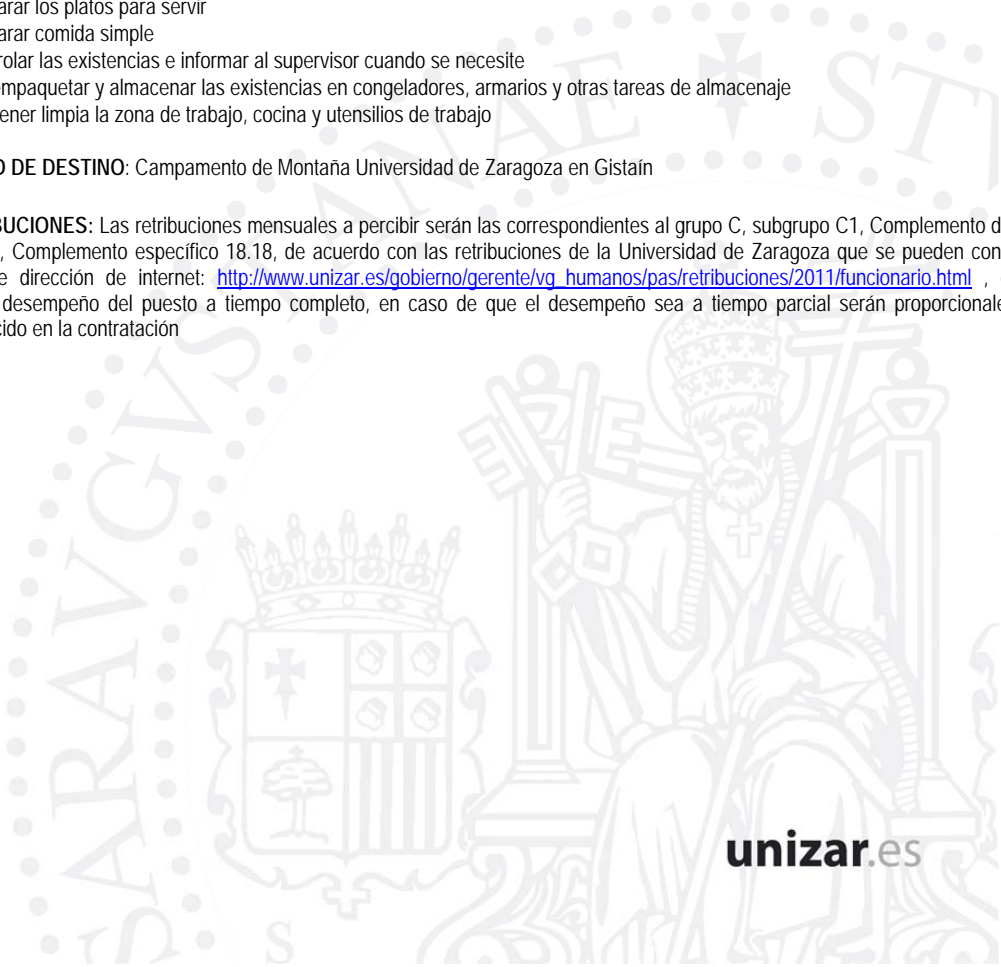 arar los platos para servir
arar comida simple
rolar las existencias e informar al supervisor cuando se necesite
empaquetar y almacenar las existencias en congeladores, armarios y otras tareas de almacenaje
ener limpia la zona de trabajo, cocina y utensilios de trabajo
O DE DESTINO: Campamento de Montaña Universidad de Zaragoza en Gistaín
BUCIONES: Las retribuciones mensuales a percibir serán las correspondientes al grupo C, subgrupo C1, Complemento d
, Complemento específico 18.18, de acuerdo con las retribuciones de la Universidad de Zaragoza que se pueden con
e dirección de internet: http://www.unizar.es/gobierno/gerente/vg_humanos/pas/retribuciones/2011/funcionario.html ,
desempeño del puesto a tiempo completo, en caso de que el desempeño sea a tiempo parcial serán proporcionale
cido en la contratación
SARAVGVSTANAE ST
unizar.es
S